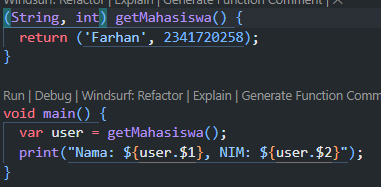 Windsurf: Refactor | Explain | Generate Function Comment | X
(String, int) getMahasiswa() {
return ('Farhan', 2341720258);
}
Run | Debug | Windsurf: Refactor | Explain | Generate Function Comm
void main() {
var user = getMahasiswa();
print("Nama: ${user.$1}, NIM: ${user.$2}");
}